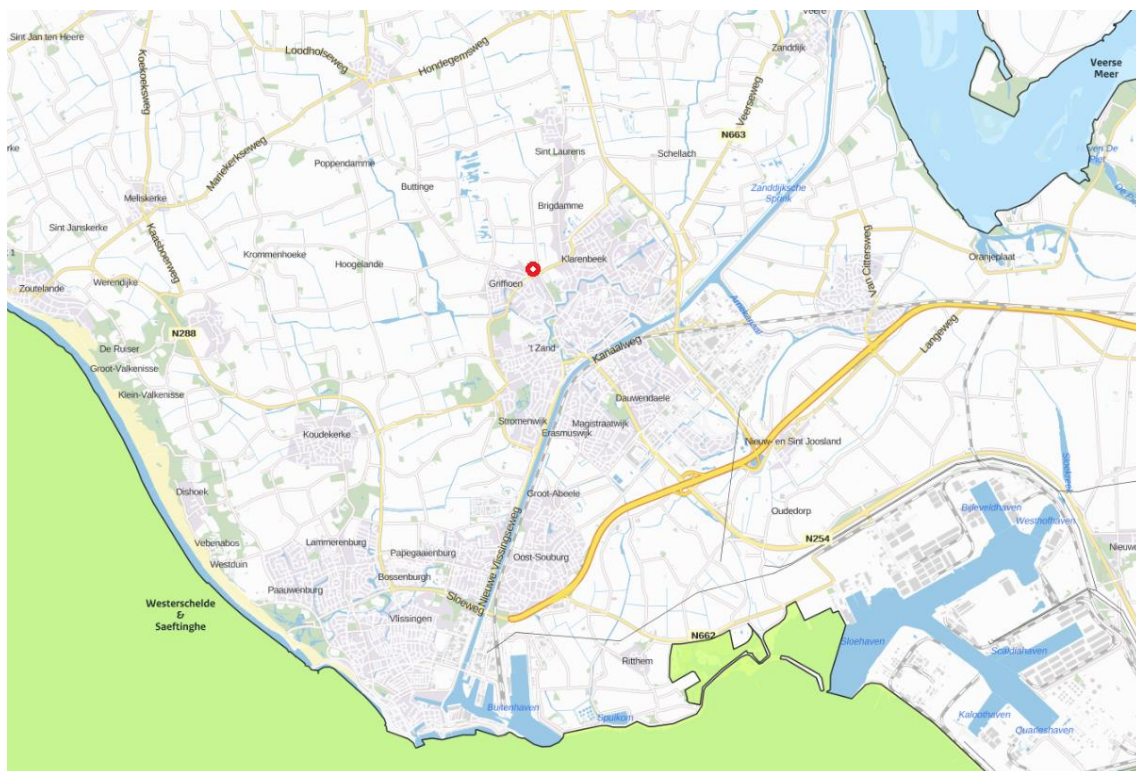 Sint Jan ten Heere
Koekoeksweg
Loodholseweg
Hondegemsweg
Mariekerkseweg
Veere
Zanddijk
Veerseweg
N663
Veerse
Meer
Sint Laurens
Schellach
Poppendamme
Buttinge
Brigdamme
Zanddijksche
Meliskerke
Sint Janskerke
Kaasboerweg
Krommenhoeke
Hoogelande
Klarenbeek
Griffioen
Van Cittersweg
Oranjeplaat
Zoutelande
Werendijke
N288
De Ruiser
Groot-Valkenisse
Klein-Valkenisse
't Zand
Kanaalweg
Langeweg
Dauwendaele
Stromenwijk
Magistraatwijk
Erasmuswijk
Koudekerke
Nieuw- en Sint Joosland
Dishoek
Groot-Abeele
Oudedorp
Bijleveldhaven
Westhofhaven
Vebenabos
Westduin
Lammerenburg
Papegaaienburg
Nieuwe Vlissingseweg
Oost-Souburg
N254
Paauwenburg
Bossenburgh
Sloeweg
Westerschelde
&
Saeftinghe
Vlissingen
N662
Ritthem
Sloehaven
Scaldiahaven
Buitenhaven
Spuikom
Kaloothaven
Quarleshaven